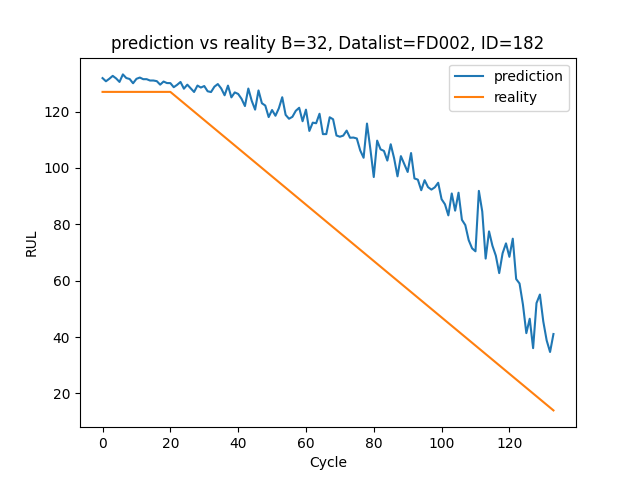 prediction vs reality B=32, Datalist=FD002, ID=182
prediction
reality
RUL
120
100
80
60
40
20
0 20 40 60 80 100 120
Cycle